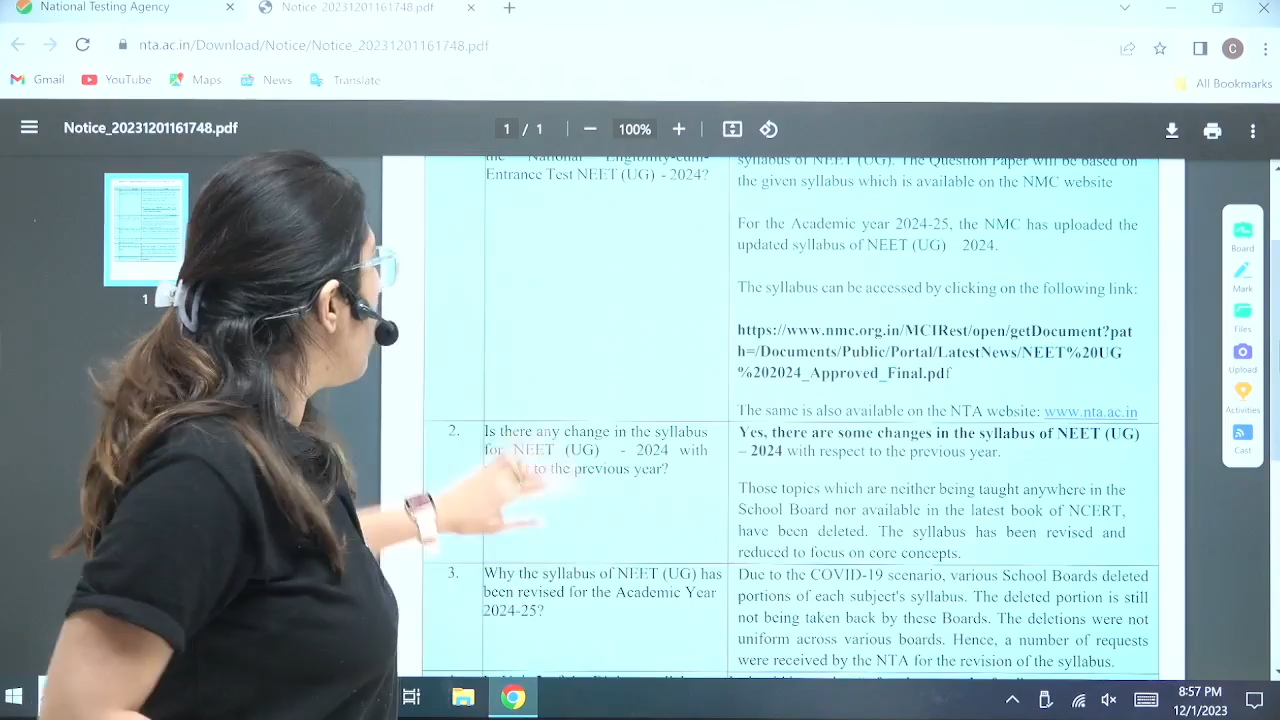 National Testing Agency
Notice_20231201161748.pdf
nta.ac.in/Download/Notice/Notice_20231201161748.pdf
C
Gmail
YouTube
Maps
News
Translate
All Bookmarks
Notice_20231201161748.pdf
1 / 1
100%
1
the National Eligibility-cum-
Entrance Test NEET (UG) - 2024?
syllabus of NEET (UG). The Question Paper will be based on
the given syllabus which is available on the NMC website
For the Academic year 2024-25, the NMC has uploaded the
updated syllabus of NEET (UG) 2024.
The syllabus can be accessed by clicking on the following link:
https://www.nmc.org.in/MCIRest/open/getDocument?pat
h=/Documents/Public/Portal/LatestNews/NEET%20UG
%202024_Approved_Final.pdf
The same is also available on the NTA website: www.nta.ac.in
2.
Is there any change in the syllabus
for NEET (UG) - 2024 with
to the previous year?
Yes, there are some changes in the syllabus of NEET (UG)
– 2024 with respect to the previous year.
Those topics which are neither being taught anywhere in the
School Board nor available in the latest book of NCERT,
have been deleted. The syllabus has been revised and
reduced to focus on core concepts.
3.
Why the syllabus of NEET (UG) has
been revised for the Academic Year
2024-25?
Due to the COVID-19 scenario, various School Boards deleted
portions of each subject's syllabus. The deleted portion is still
not being taken back by these Boards. The deletions were not
uniform across various boards. Hence, a number of requests
were received by the NTA for the revision of the syllabus.
Board
Mark
Files
Upload
Activities
Cast
8:57 PM
12/1/2023